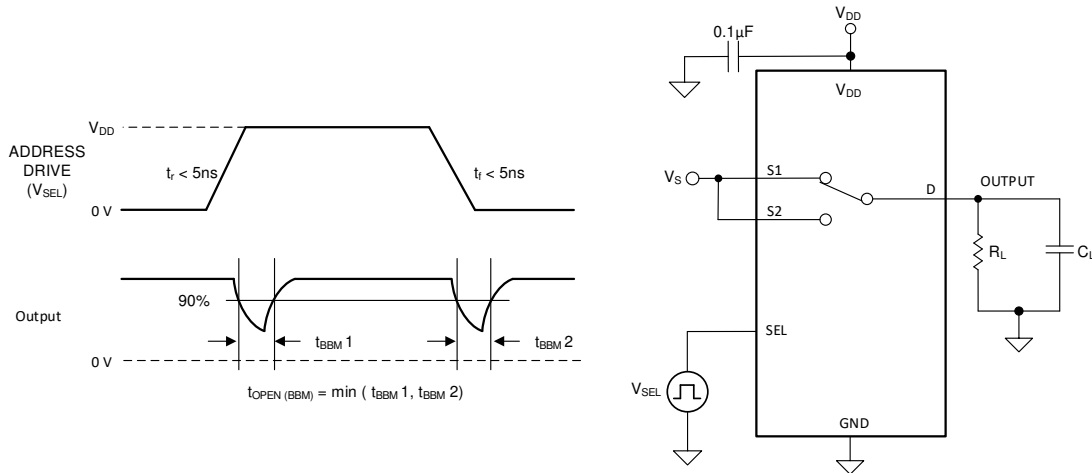 V_DD
ADDRESS
DRIVE
(V_SEL)
t_r < 5ns
t_f < 5ns
0 V
Output
90%
t_BBM 1
t_BBM 2
0 V
t_OPEN (BBM) = min ( t_BBM 1, t_BBM 2)
V_DD
0.1µF
V_DD
V_S
S1
S2
D
OUTPUT
R_L
C_L
SEL
V_SEL
GND